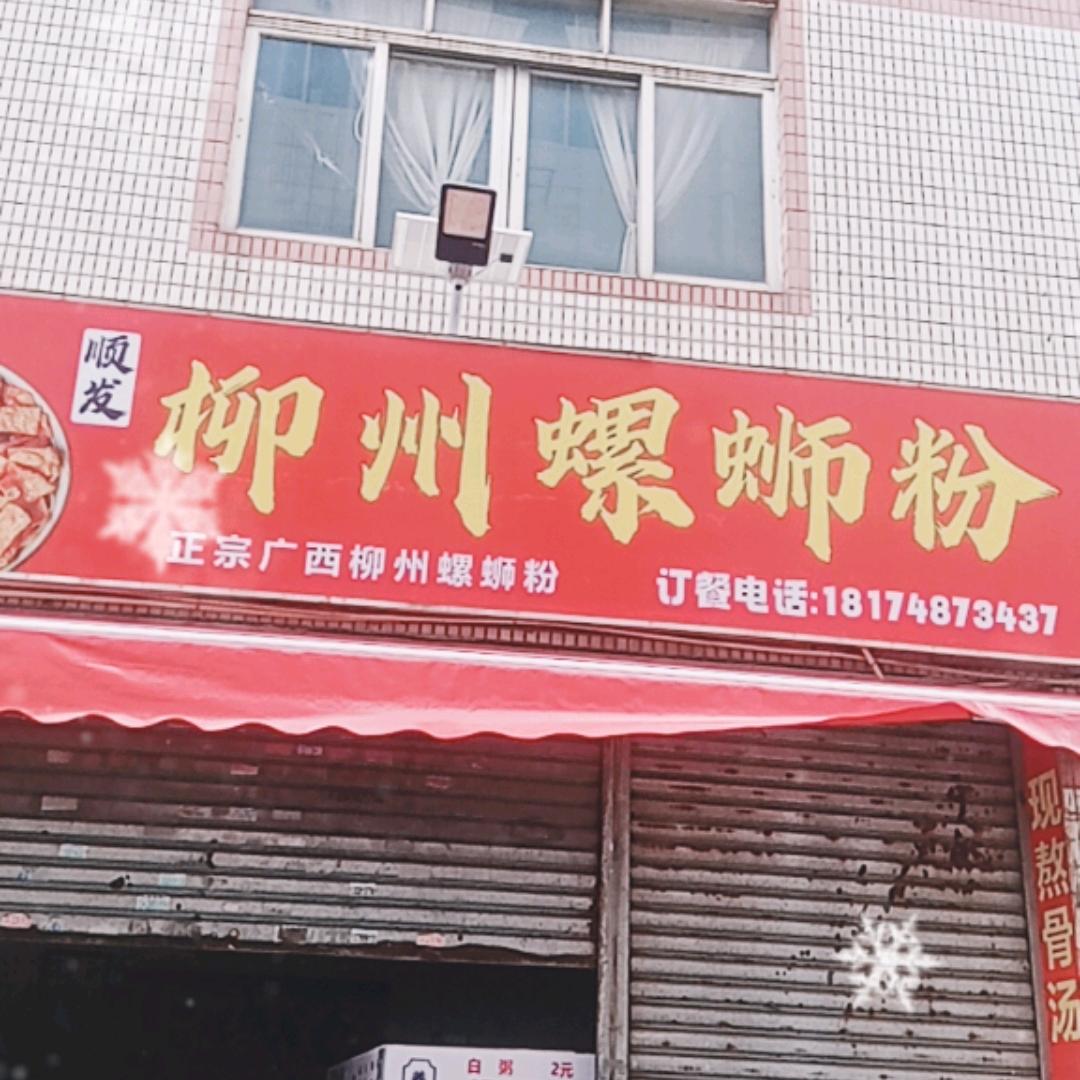 顺发
柳州螺蛳粉
正宗广西柳州螺蛳粉
订餐电话:18174873437
现熬骨汤
白粥 2元